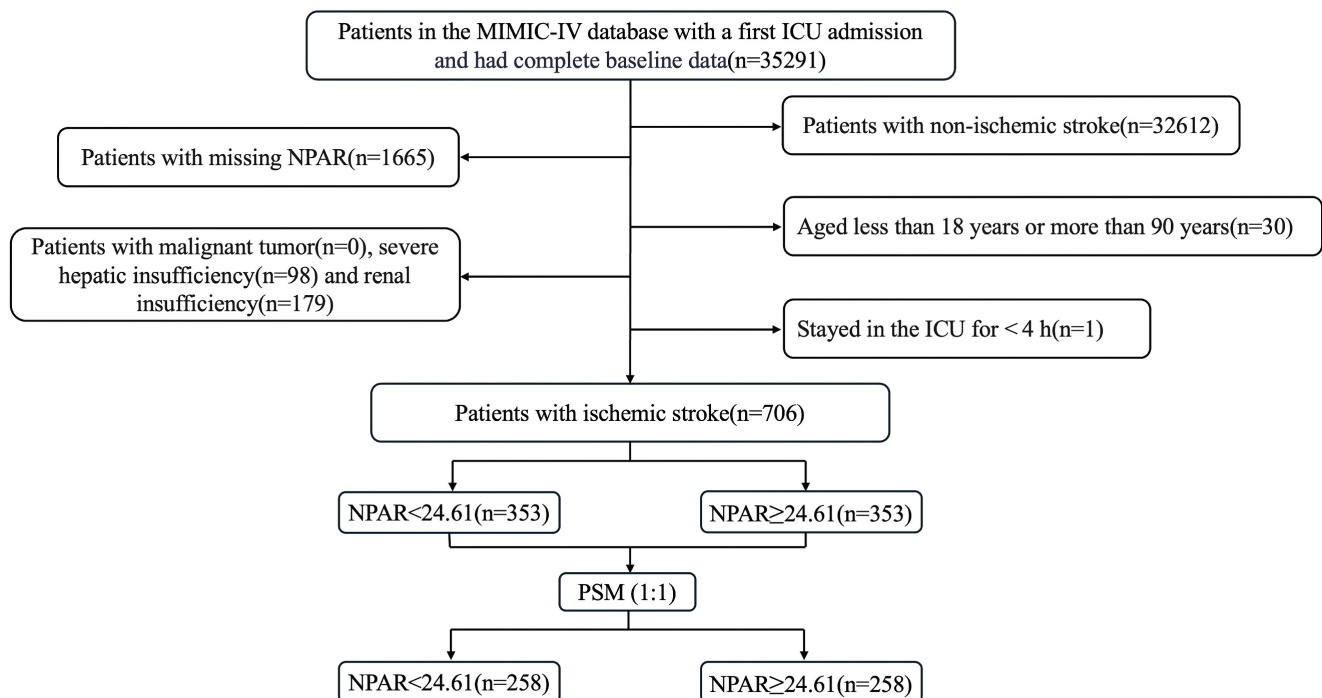 Patients in the MIMIC-IV database with a first ICU admission
and had complete baseline data(n=35291)
Patients with non-ischemic stroke(n=32612)
Patients with missing NPAR(n=1665)
Aged less than 18 years or more than 90 years(n=30)
Patients with malignant tumor(n=0), severe
hepatic insufficiency(n=98) and renal
insufficiency(n=179)
Stayed in the ICU for < 4 h(n=1)
Patients with ischemic stroke(n=706)
NPAR<24.61(n=353)
NPAR≥24.61(n=353)
PSM (1:1)
NPAR<24.61(n=258)
NPAR≥24.61(n=258)